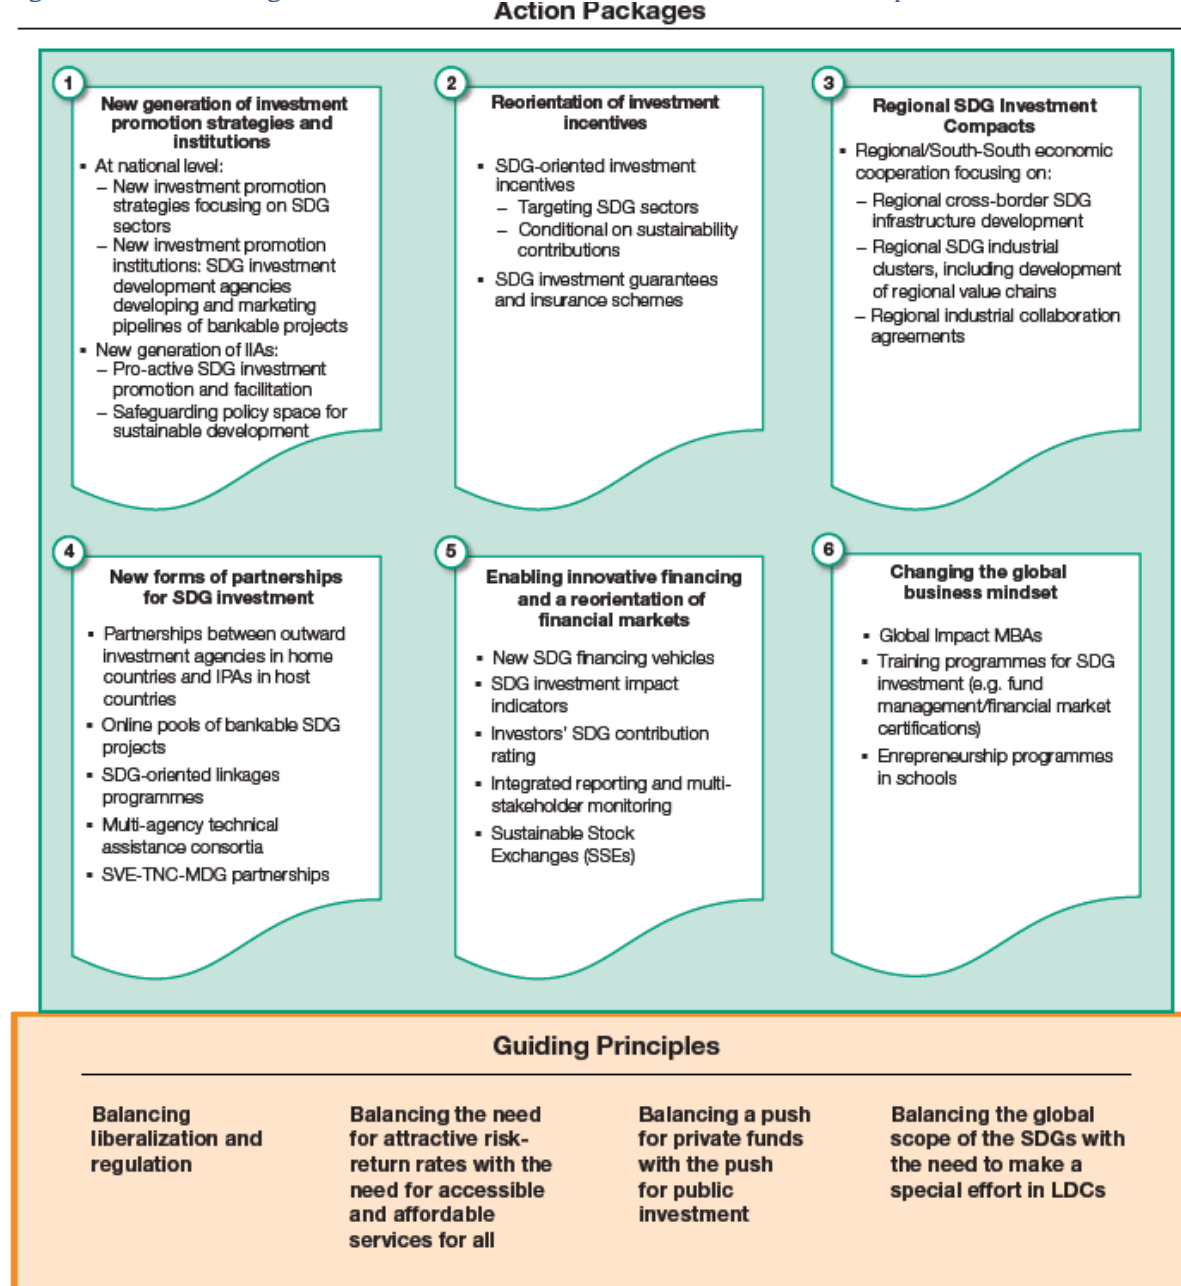 Action Packages
1
New generation of investment
promotion strategies and
institutions
▪ At national level:
– New investment promotion
strategies focusing on SDG
sectors
– New investment promotion
institutions: SDG investment
development agencies
developing and marketing
pipelines of bankable projects
▪ New generation of IIAs:
– Pro-active SDG investment
promotion and facilitation
– Safeguarding policy space for
sustainable development
2
Reorientation of investment
incentives
▪ SDG-oriented investment
incentives
– Targeting SDG sectors
– Conditional on sustainability
contributions
▪ SDG investment guarantees
and insurance schemes
3
Regional SDG Investment
Compacts
▪ Regional/South-South economic
cooperation focusing on:
– Regional cross-border SDG
infrastructure development
– Regional SDG industrial
clusters, including development
of regional value chains
– Regional industrial collaboration
agreements
4
New forms of partnerships
for SDG investment
▪ Partnerships between outward
investment agencies in home
countries and IPAs in host
countries
▪ Online pools of bankable SDG
projects
▪ SDG-oriented linkages
programmes
▪ Multi-agency technical
assistance consortia
▪ SVE-TNC-MDG partnerships
5
Enabling innovative financing
and a reorientation of
financial markets
▪ New SDG financing vehicles
▪ SDG investment impact
indicators
▪ Investors' SDG contribution
rating
▪ Integrated reporting and multi-
stakeholder monitoring
▪ Sustainable Stock
Exchanges (SSEs)
6
Changing the global
business mindset
▪ Global Impact MBAs
▪ Training programmes for SDG
investment (e.g. fund
management/financial market
certifications)
▪ Enrepreneurship programmes
in schools
Guiding Principles
Balancing
liberalization and
regulation
Balancing the need
for attractive risk-
return rates with the
need for accessible
and affordable
services for all
Balancing a push
for private funds
with the push
for public
investment
Balancing the global
scope of the SDGs with
the need to make a
special effort in LDCs